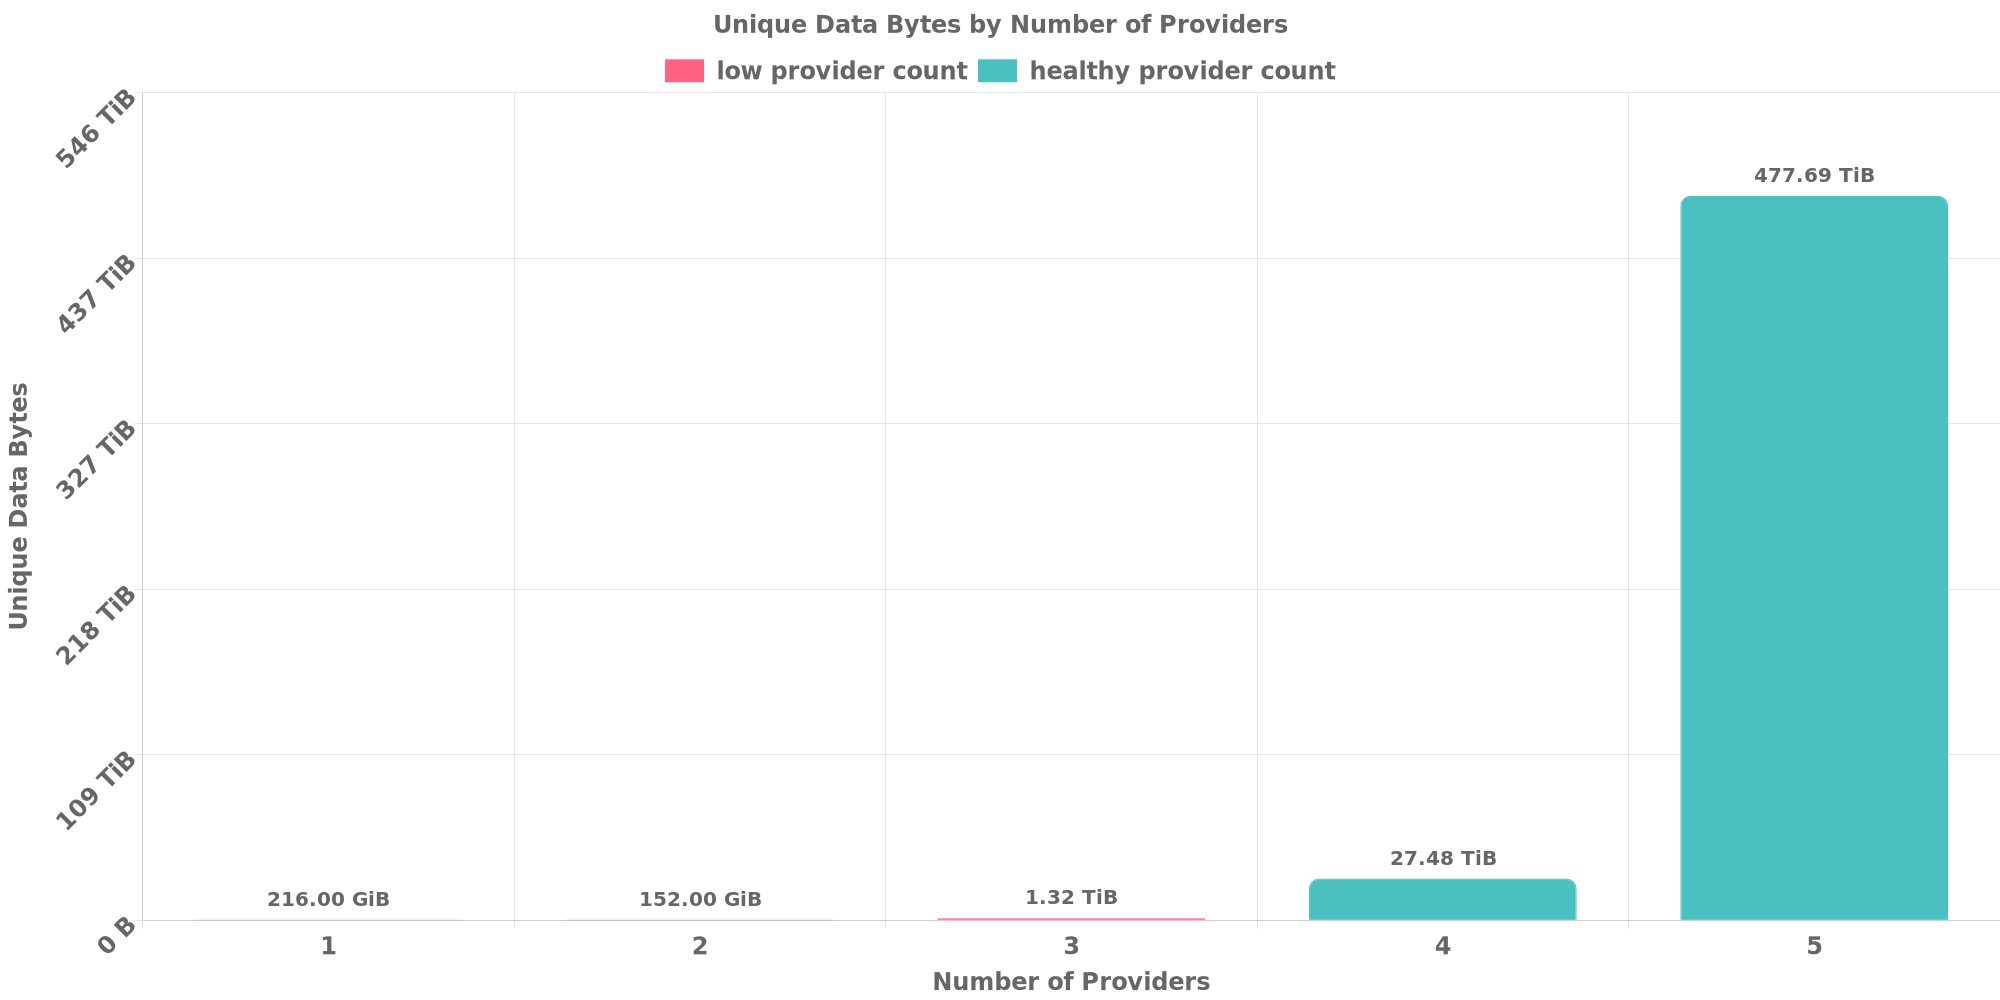 Unique Data Bytes by Number of Providers
low provider count
healthy provider count
546 TiB
437 TiB
327 TiB
218 TiB
109 TiB
0 B
Unique Data Bytes
216.00 GiB
152.00 GiB
1.32 TiB
27.48 TiB
477.69 TiB
1
2
3
4
5
Number of Providers